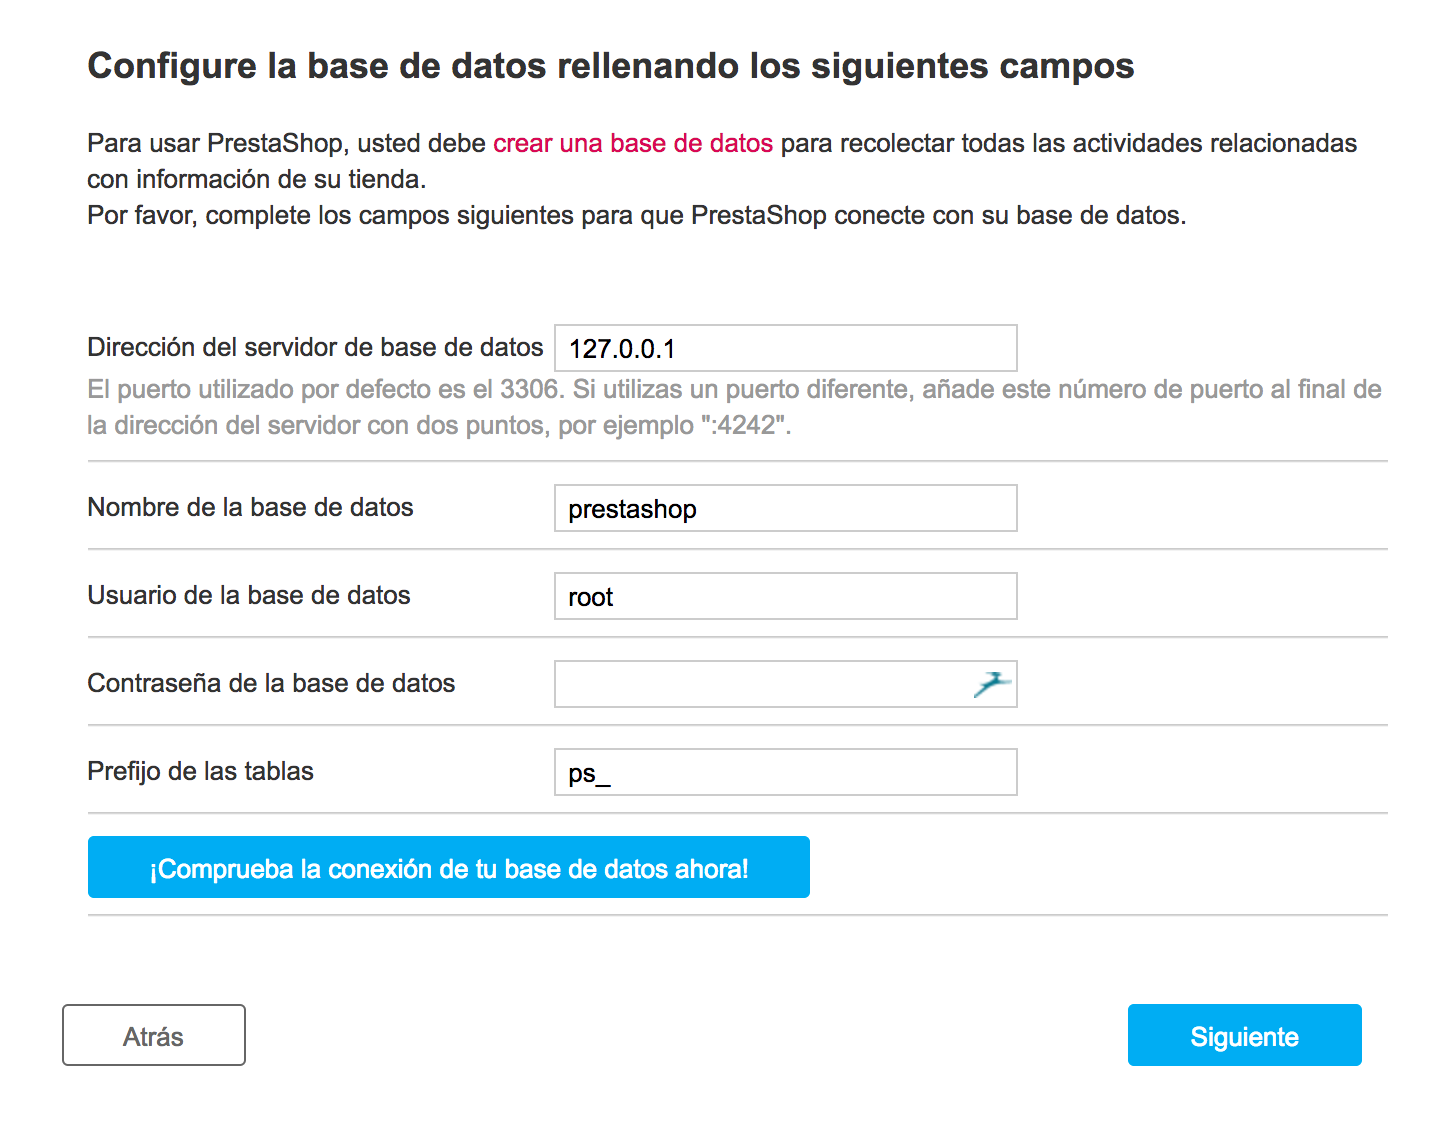 Configure la base de datos rellenando los siguientes campos
Para usar PrestaShop, usted debe crear una base de datos para recolectar todas las actividades relacionadas
con información de su tienda.
Por favor, complete los campos siguientes para que PrestaShop conecte con su base de datos.
Dirección del servidor de base de datos 127.0.0.1
El puerto utilizado por defecto es el 3306. Si utilizas un puerto diferente, añade este número de puerto al final de
la dirección del servidor con dos puntos, por ejemplo ":4242".
Nombre de la base de datos prestashop
Usuario de la base de datos root
Contraseña de la base de datos
Prefijo de las tablas ps_
¡Comprueba la conexión de tu base de datos ahora!
Atrás Siguiente